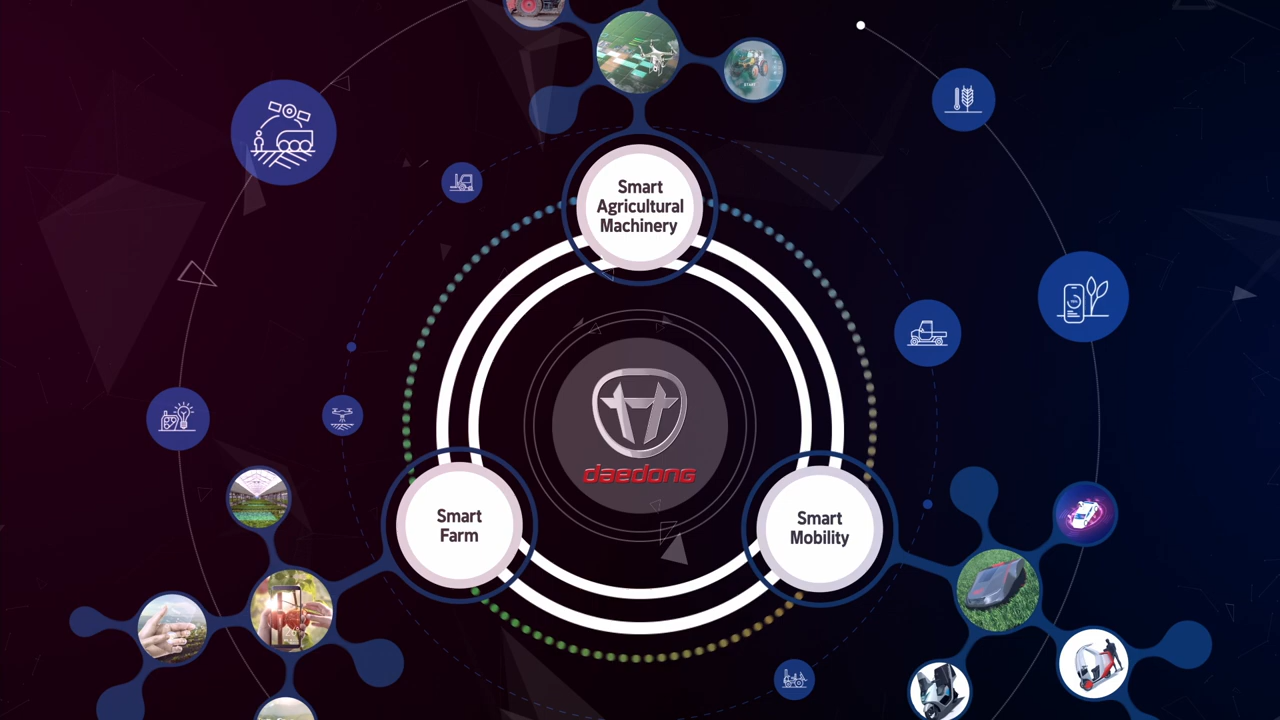 Smart
Agricultural
Machinery
daedong
Smart
Farm
Smart
Mobility